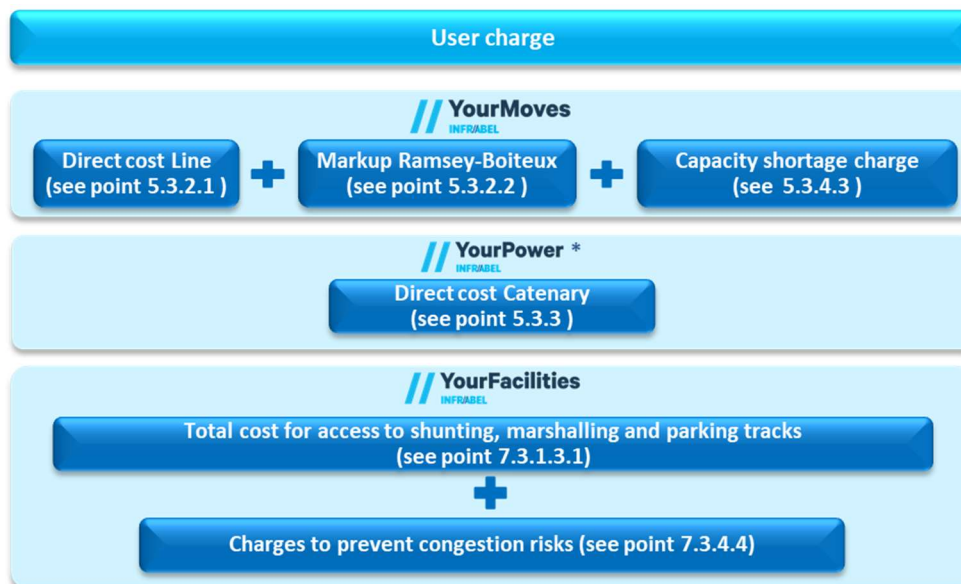 User charge
YourMoves
INFRABEL
Direct cost Line
(see point 5.3.2.1 )
Markup Ramsey-Boiteux
(see point 5.3.2.2 )
Capacity shortage charge
(see  5.3.4.3 )
YourPower *
INFRABEL
Direct cost Catenary
(see point 5.3.3 )
YourFacilities
INFRABEL
Total cost for access to shunting, marshalling and parking tracks
(see point 7.3.1.3.1)
Charges to prevent congestion risks (see point 7.3.4.4)